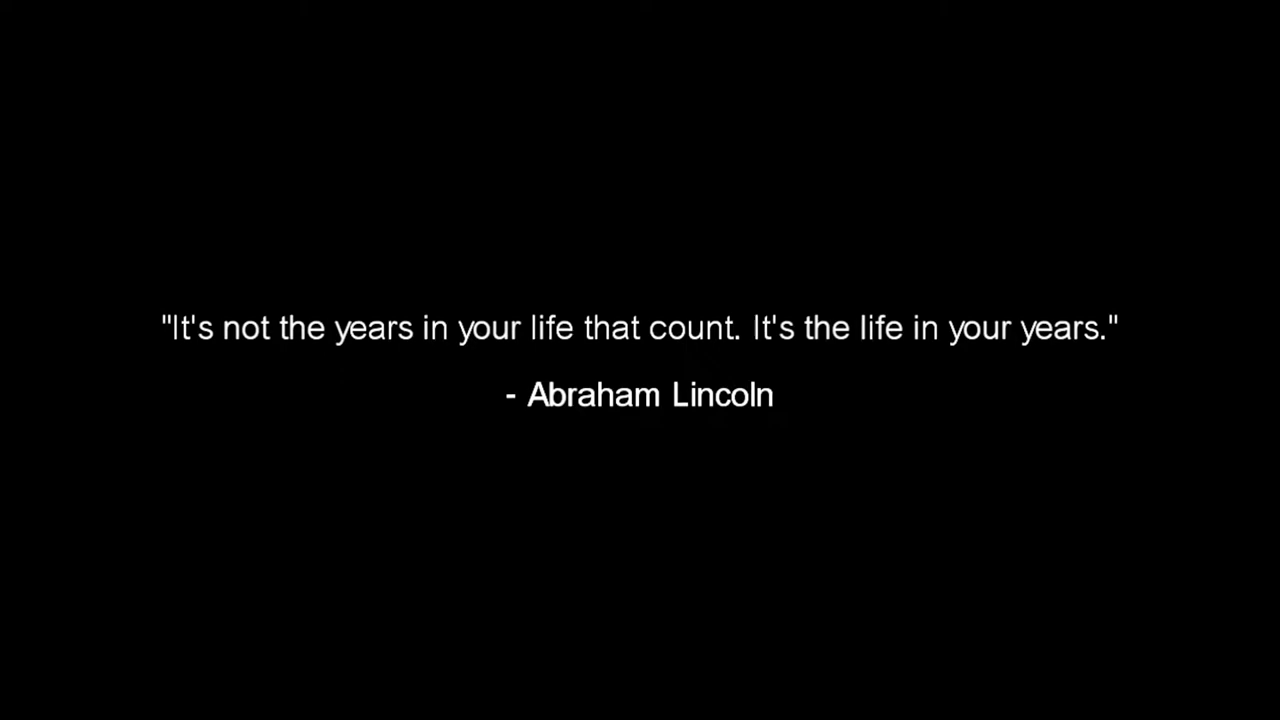 "It's not the years in your life that count. It's the life in your years."
- Abraham Lincoln